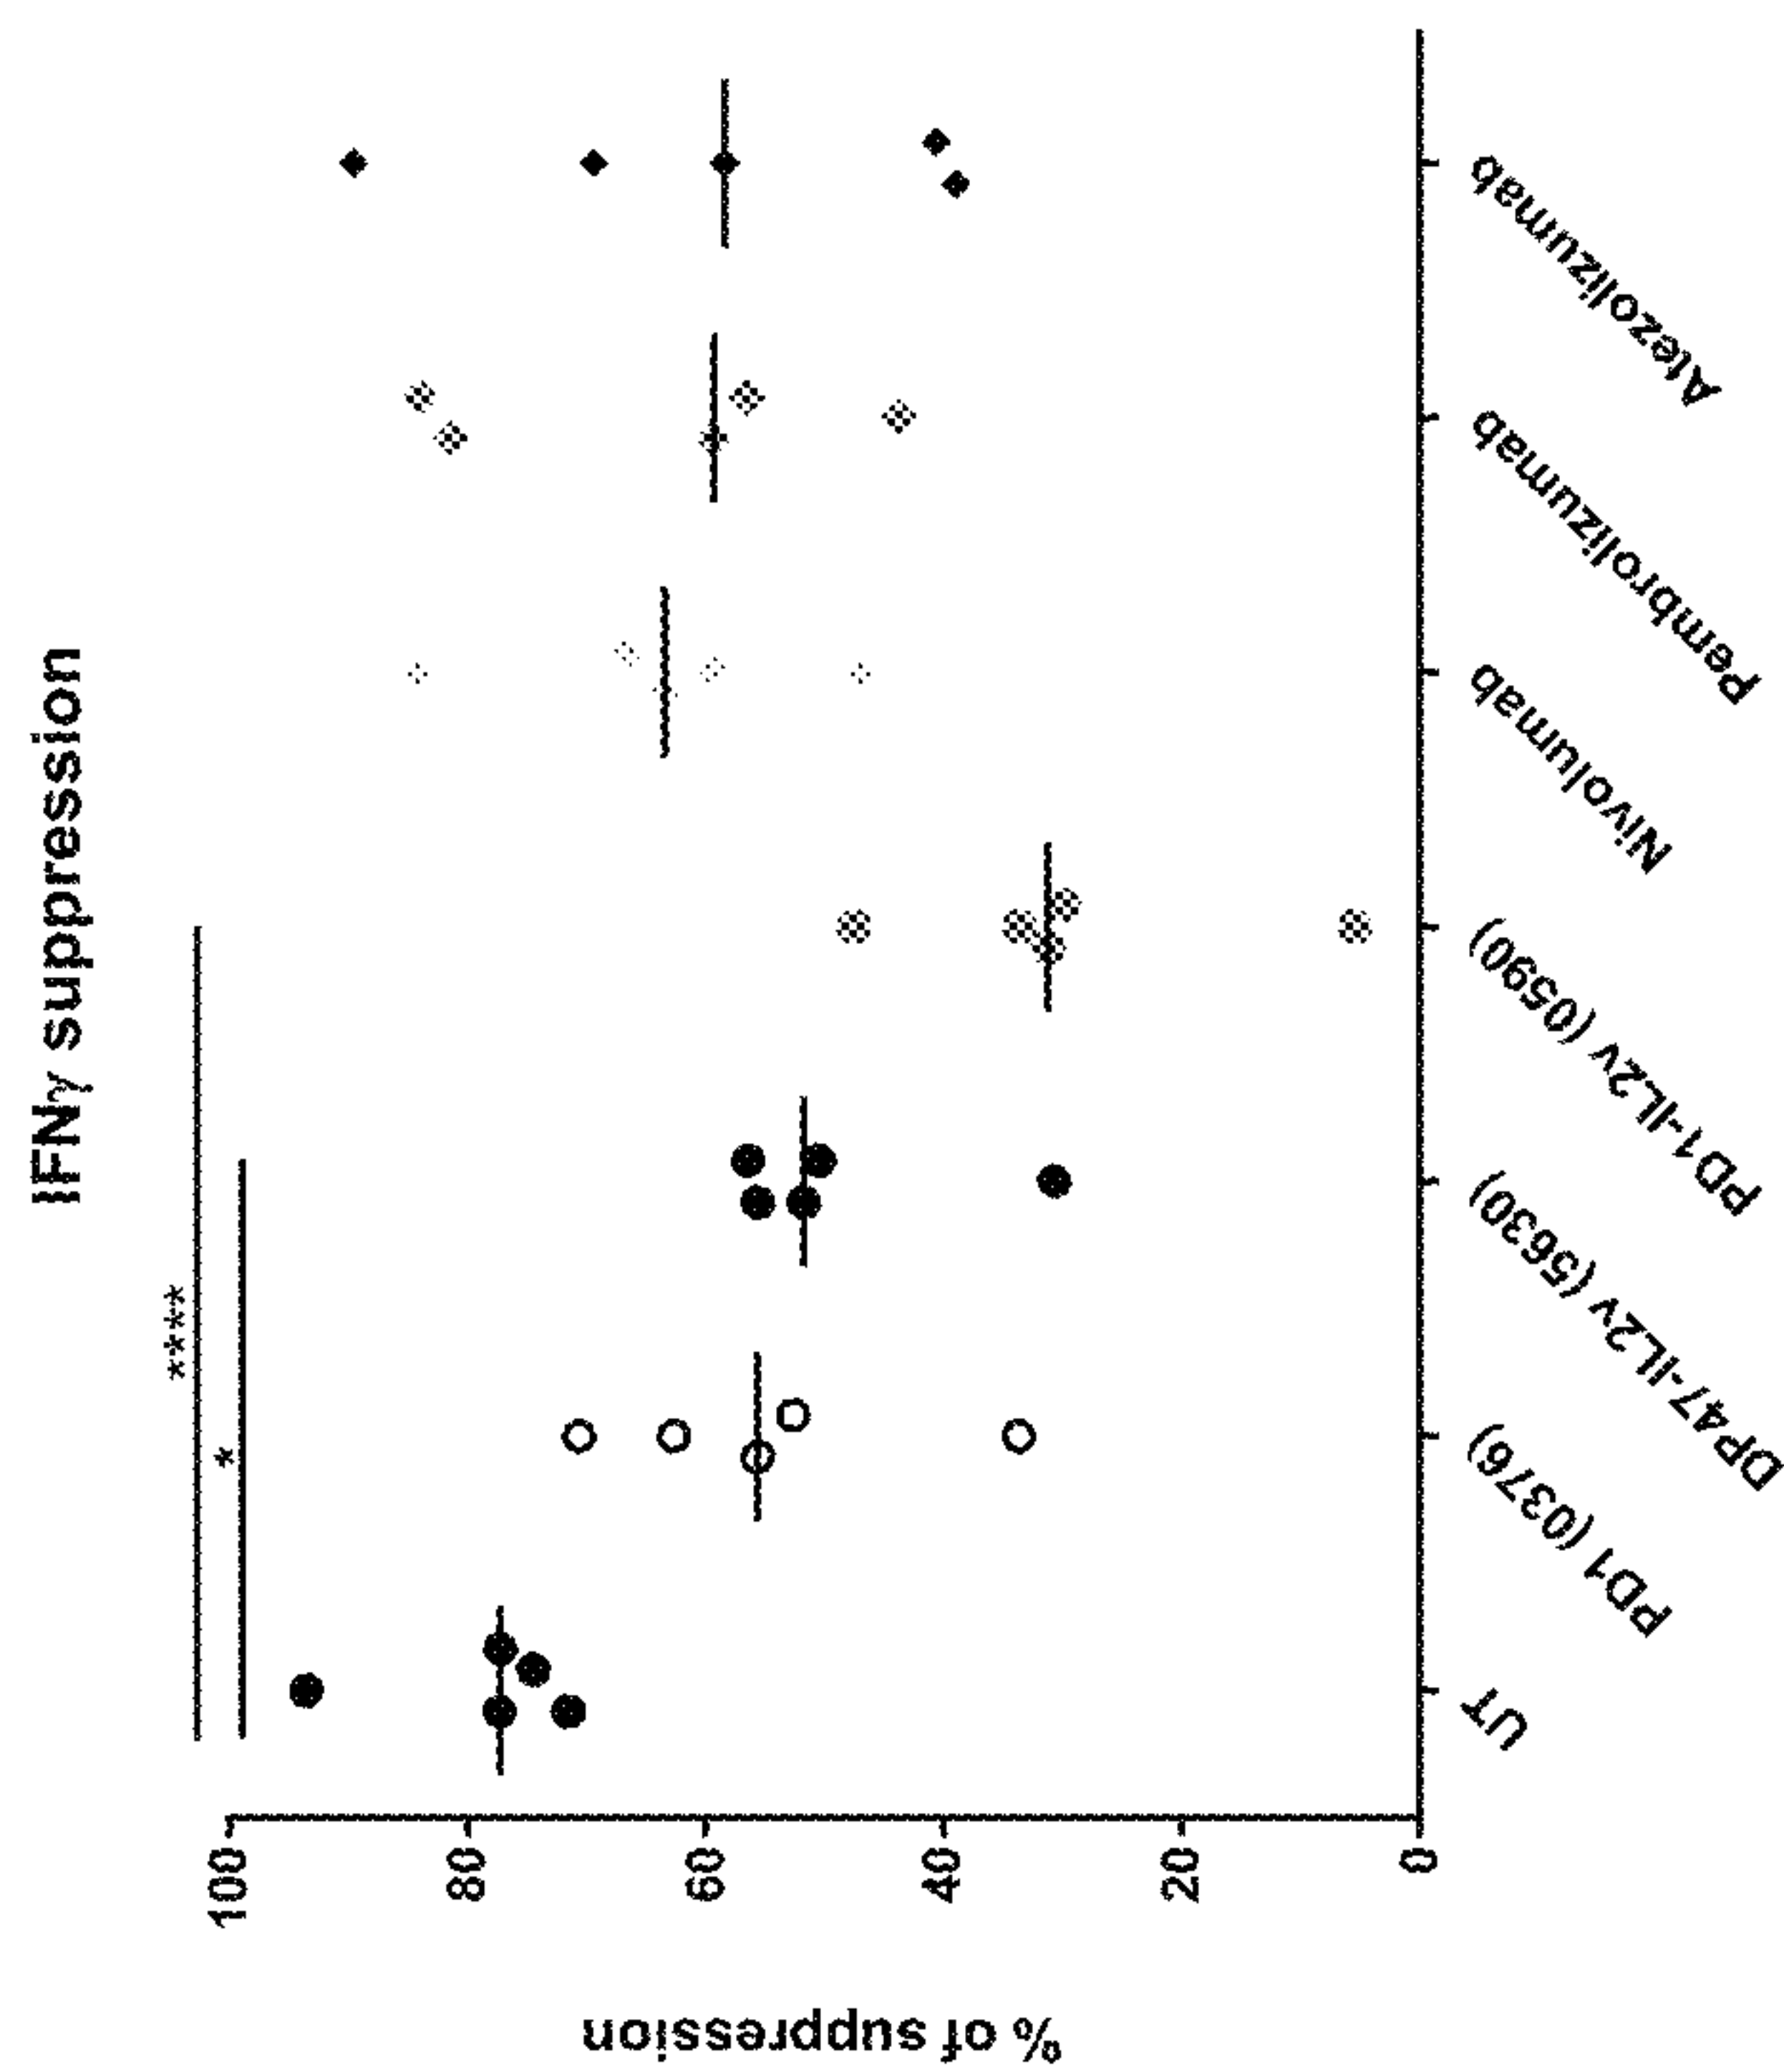 IFNγ suppression
****
*
% of suppression
100
80
60
40
20
0
UT
PD1 (0376)
DP47-IL2v (5630)
PD1-IL2v (0590)
Nivolumab
Pembrolizumab
Atezolizumab